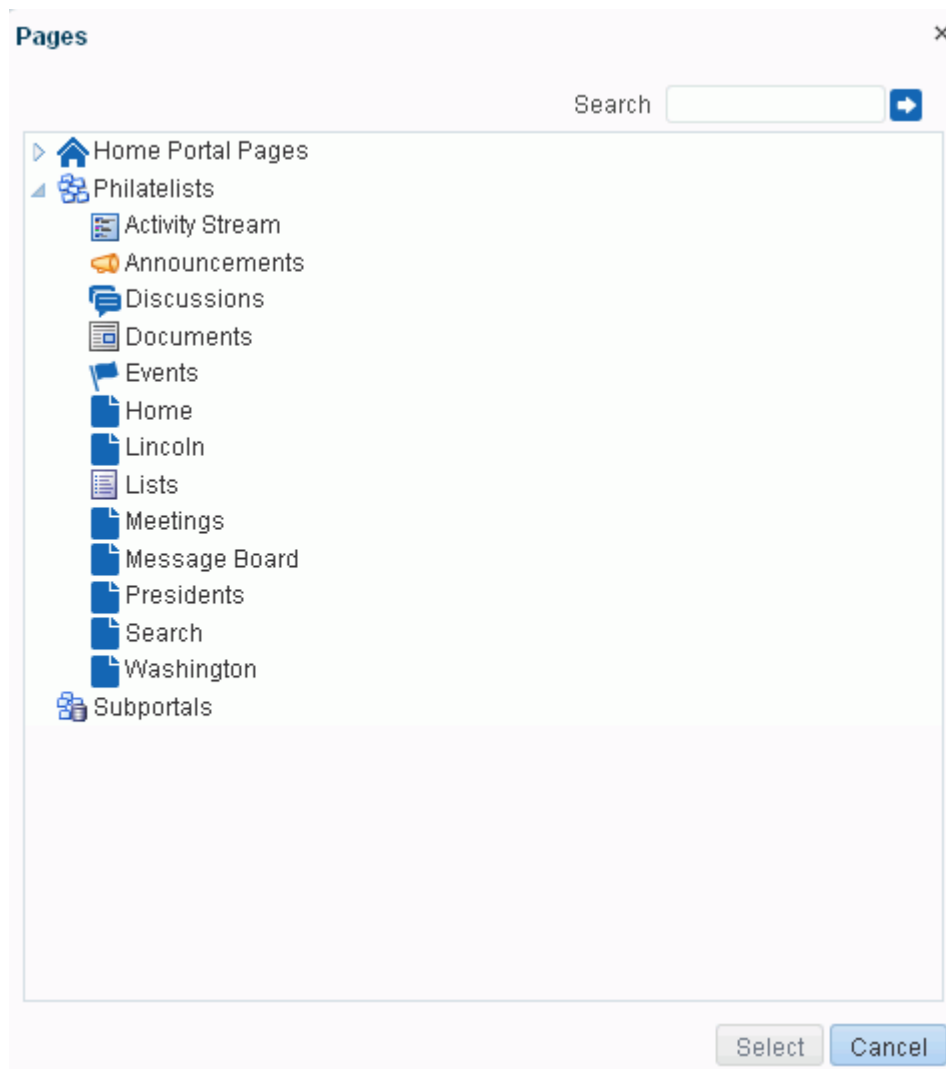 Pages
Search
Home Portal Pages
Philatelists
Activity Stream
Announcements
Discussions
Documents
Events
Home
Lincoln
Lists
Meetings
Message Board
Presidents
Search
Washington
Subportals
Select Cancel